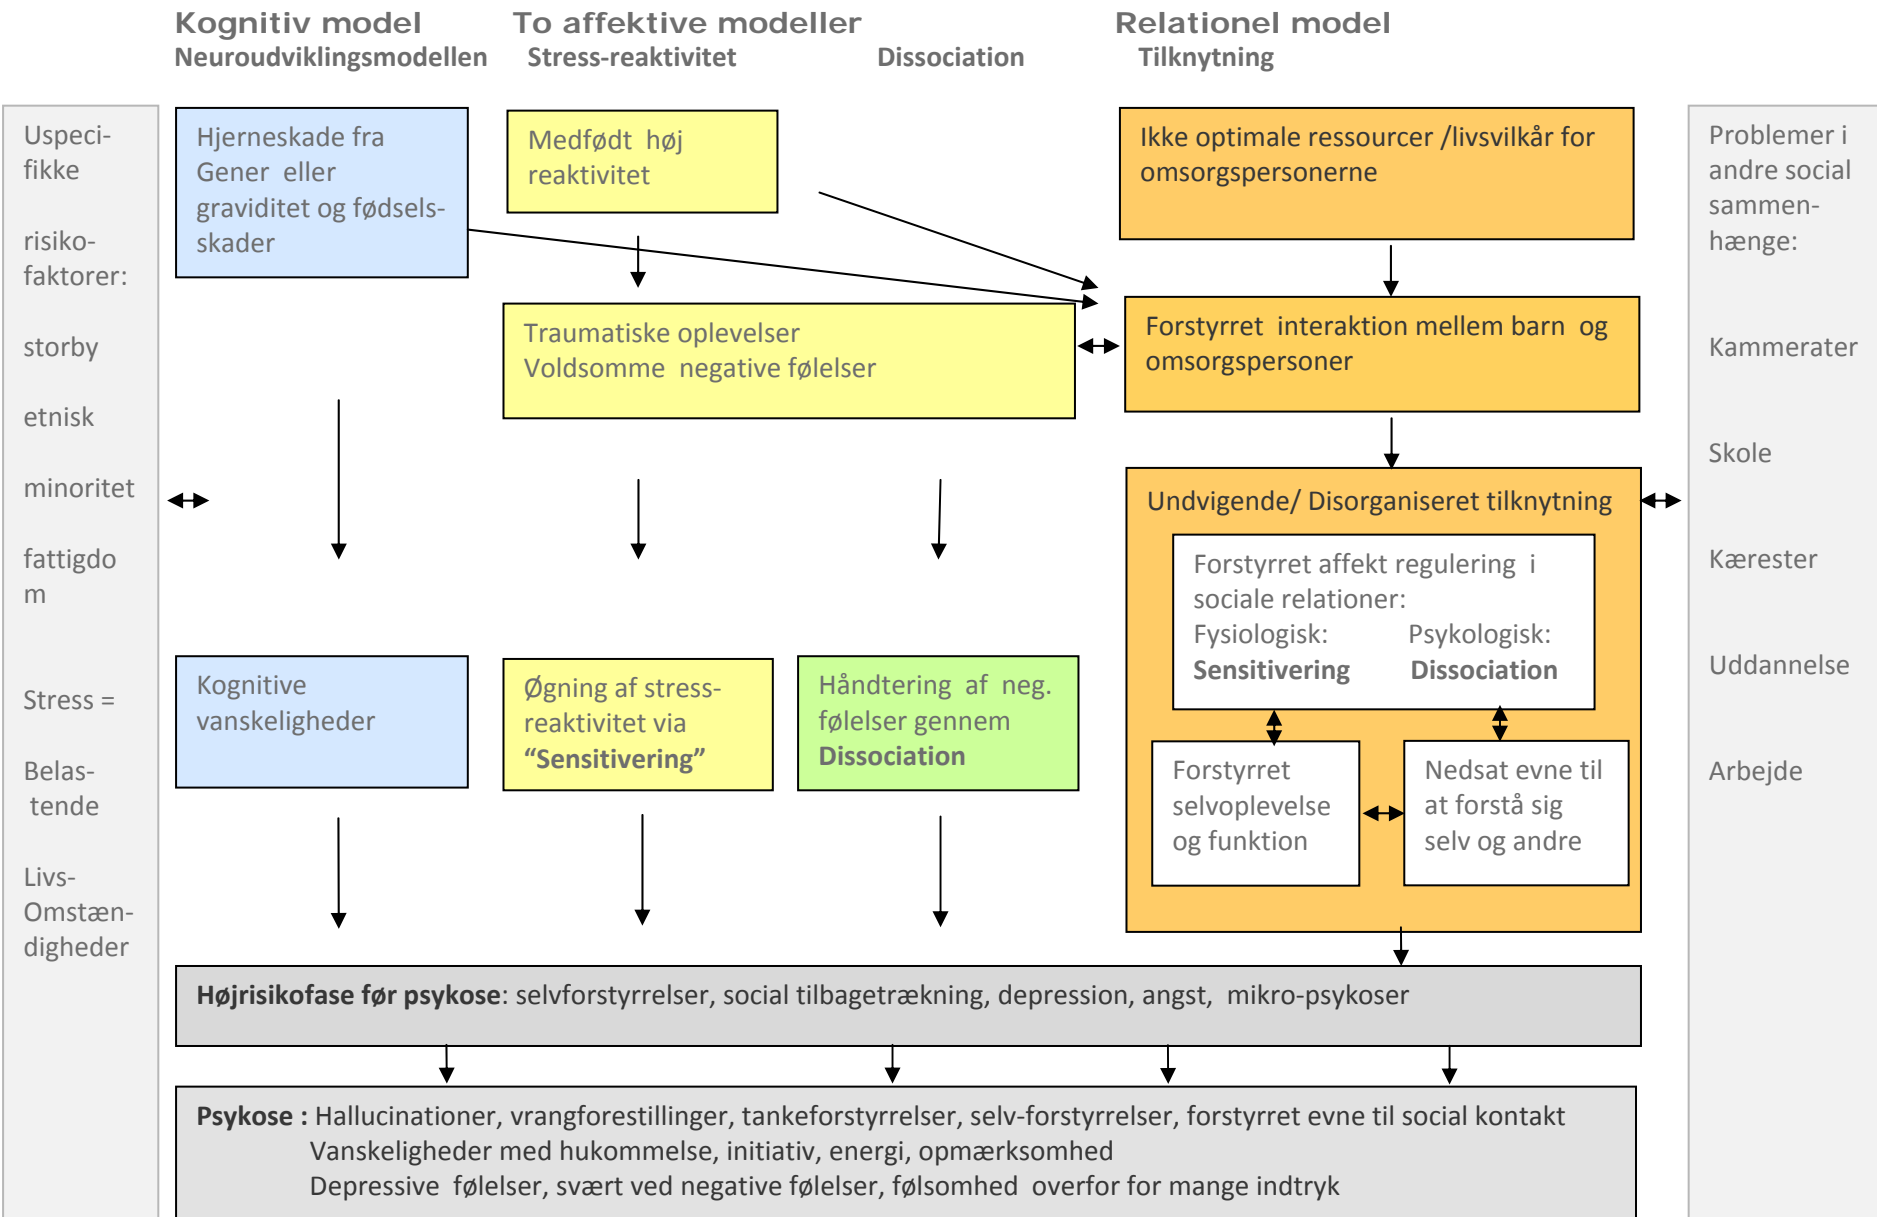 Kognitiv model
To affektive modeller
Relationel model
Neuroudviklingsmodellen
Stress-reaktivitet
Dissociation
Tilknytning
Uspeci-
fikke
risiko-
faktorer:
storby
etnisk
minoritet
fattigdo
m
Stress =
Belas-
tende
Livs-
Omstæn-
digheder
Hjerneskade fra
Gener eller
graviditet og fødsels-
skader
Medfødt høj
reaktivitet
Ikke optimale ressourcer /livsvilkår for
omsorgspersonerne
Traumatiske oplevelser
Voldsomme negative følelser
Forstyrret interaktion mellem barn og
omsorgspersoner
Undvigende/ Disorganiseret tilknytning
Forstyrret affekt regulering i
sociale relationer:
Fysiologisk: Psykologisk:
Sensitivering Dissociation
Kognitive
vanskeligheder
Øgning af stress-
reaktivitet via
“Sensitivering”
Håndtering af neg.
følelser gennem
Dissociation
Forstyrret
selvoplevelse
og funktion
Nedsat evne til
at forstå sig
selv og andre
Problemer i
andre social
sammen-
hænge:
Kammerater
Skole
Kærester
Uddannelse
Arbejde
Højrisikofase før psykose: selvforstyrrelser, social tilbagetrækning, depression, angst, mikro-psykoser
Psykose : Hallucinationer, vrangforestillinger, tankeforstyrrelser, selv-forstyrrelser, forstyrret evne til social kontakt
Vanskeligheder med hukommelse, initiativ, energi, opmærksomhed
Depressive følelser, svært ved negative følelser, følsomhed overfor for mange indtryk